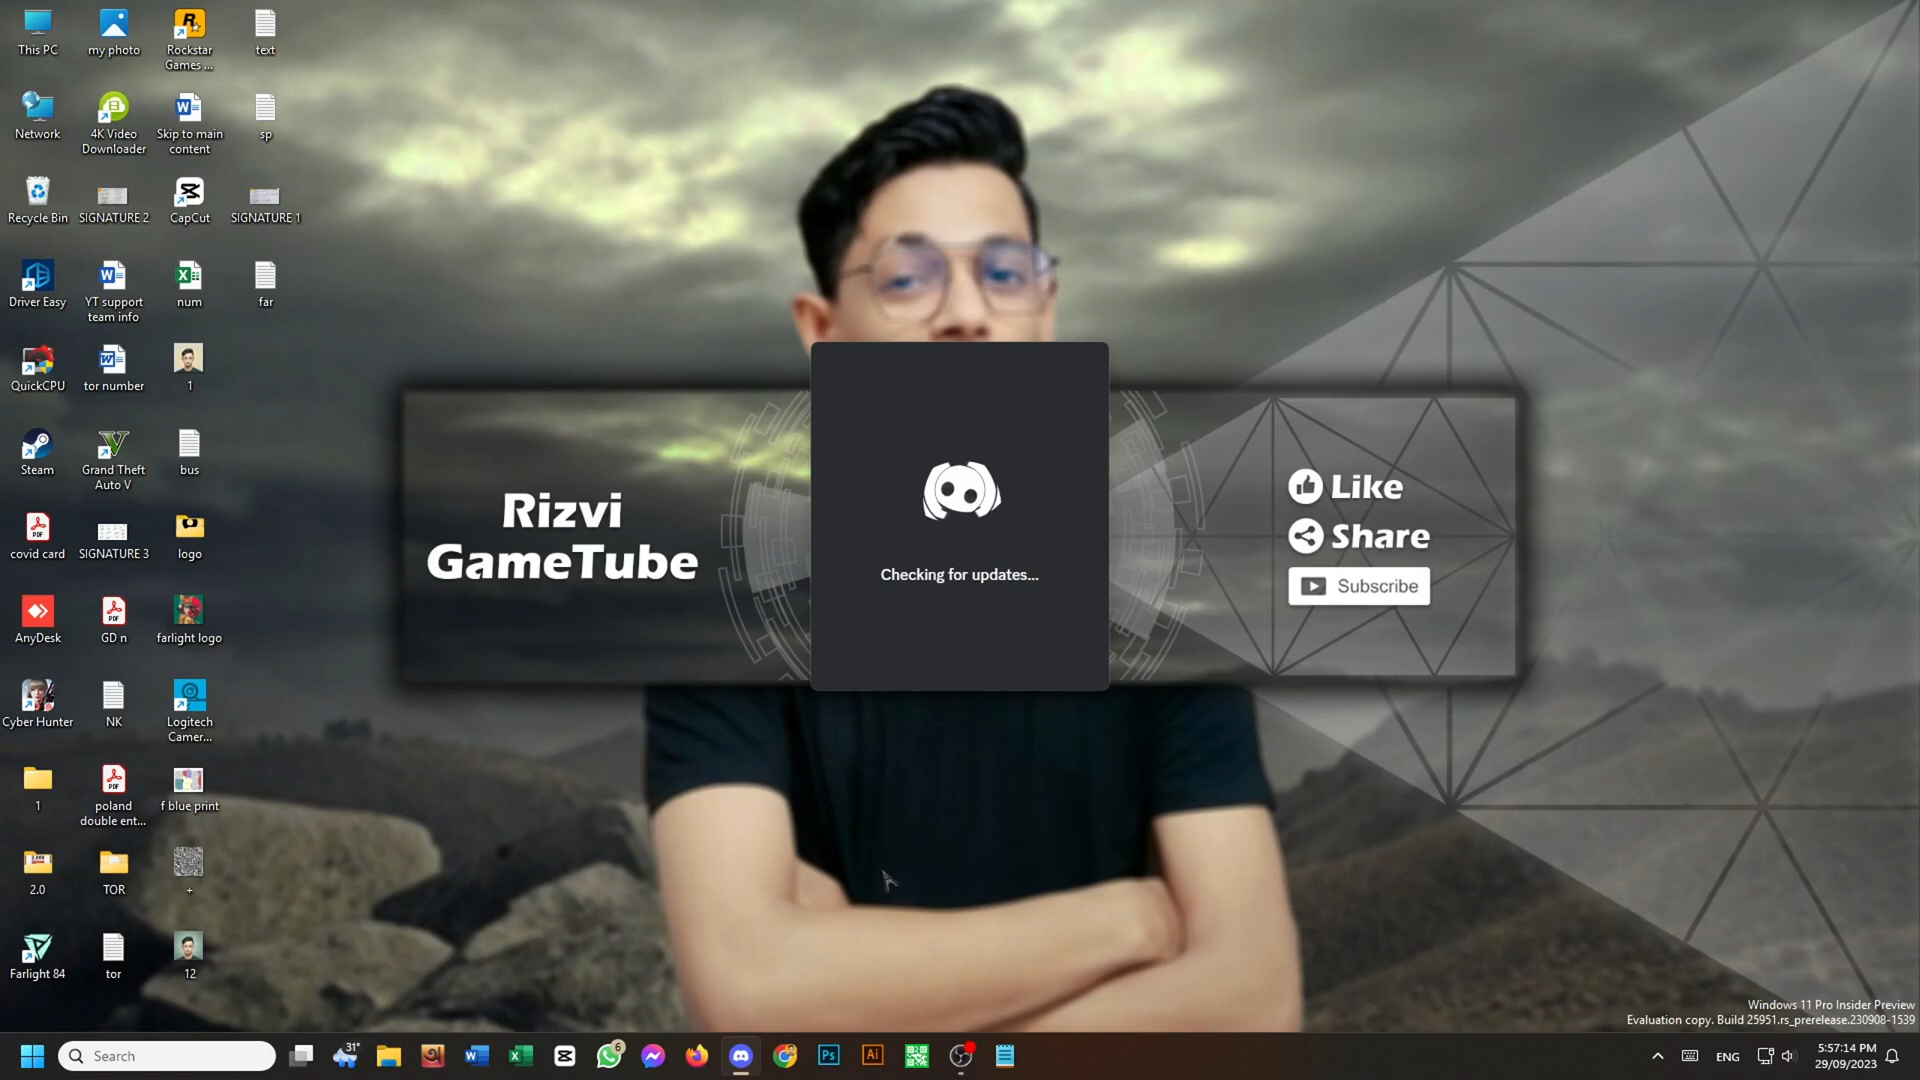 This PC
my photo
Rockstar
Games ...
text
Network
4K Video
Downloader
Skip to main
content
sp
Recycle Bin
SIGNATURE 2
CapCut
SIGNATURE 1
Driver Easy
YT support
team info
num
far
QuickCPU
tor number
1
Steam
Grand Theft
Auto V
bus
covid card
SIGNATURE 3
logo
AnyDesk
GD n
farlight logo
Cyber Hunter
NK
Logitech
Camer...
1
poland
double ent...
f blue print
2.0
TOR
+
Farlight 84
tor
12
Rizvi
GameTube
Checking for updates...
Like
Share
Subscribe
Windows 11 Pro Insider Preview
Evaluation copy. Build 25951.rs_prerelease.230908-1539
Search
31°
6
Ps
Ai
ENG
5:57:14 PM
29/09/2023